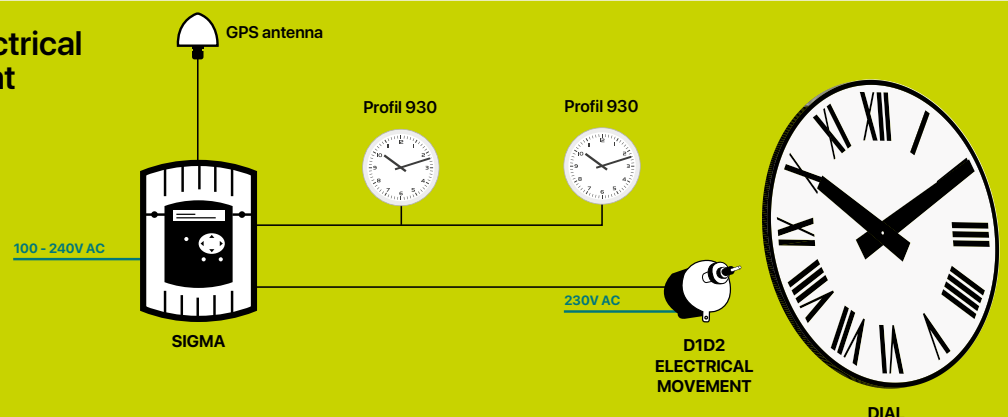 ctrical
nt
GPS antenna
Profil 930
Profil 930
100 - 240V AC
230V AC
SIGMA
D1D2
ELECTRICAL
MOVEMENT
DIAL